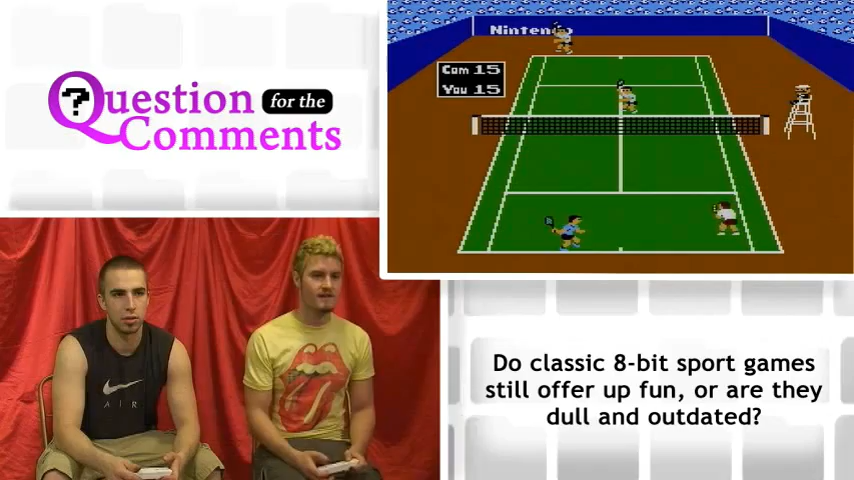 Question for the
Comments
Nintendo
Com 15
You 15
AIR
Do classic 8-bit sport games
still offer up fun, or are they
dull and outdated?